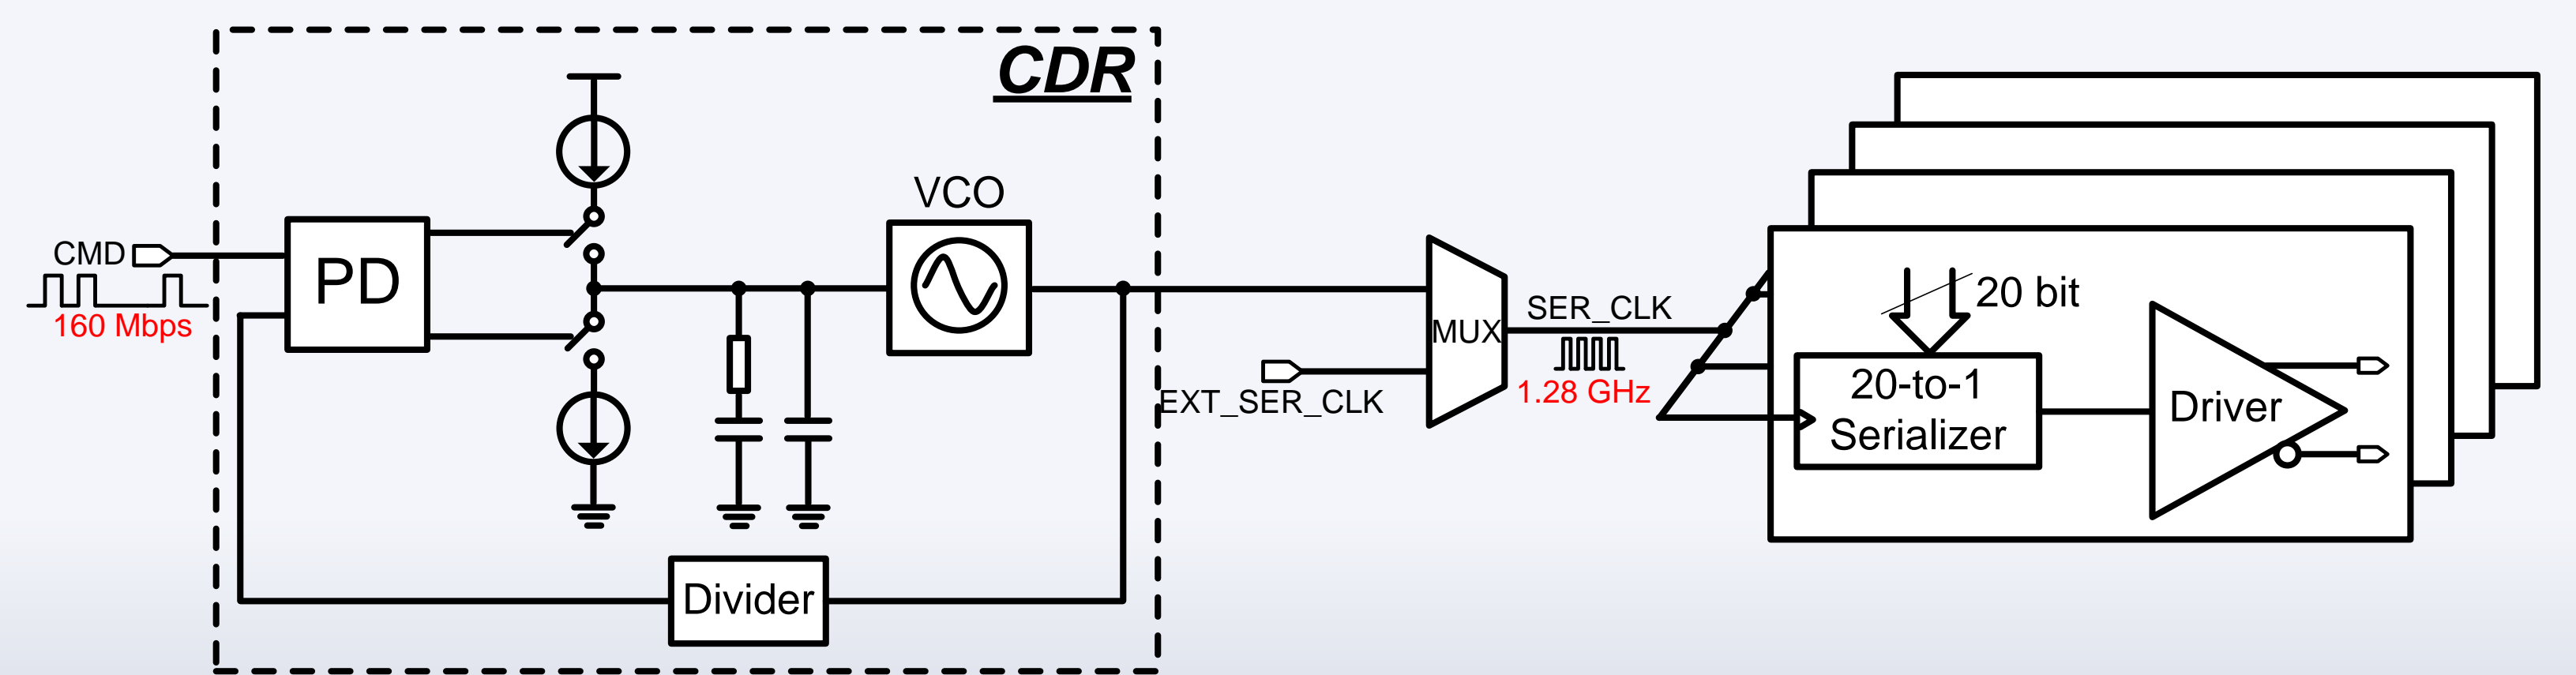 CDR
VCO
CMD
PD
160 Mbps
Divider
MUX
EXT_SER_CLK
SER_CLK
1.28 GHz
20 bit
20-to-1
Serializer
Driver